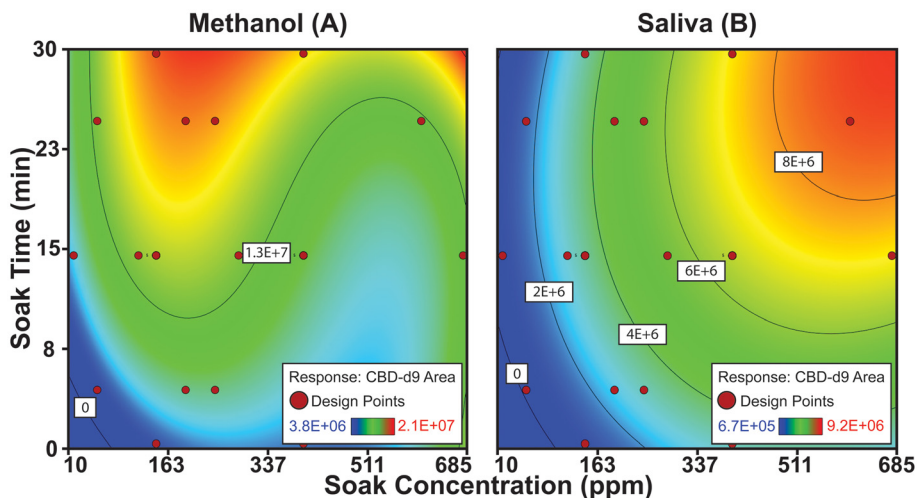 Methanol (A)
Saliva (B)
Soak Time (min)
30
23
15
8
0
1.3E+7
0
Response: CBD-d9 Area
Design Points
3.8E+06 2.1E+07
10 163 337 511 685
8E+6
6E+6
2E+6
4E+6
0
Response: CBD-d9 Area
Design Points
6.7E+05 9.2E+06
10 163 337 511 685
Soak Concentration (ppm)